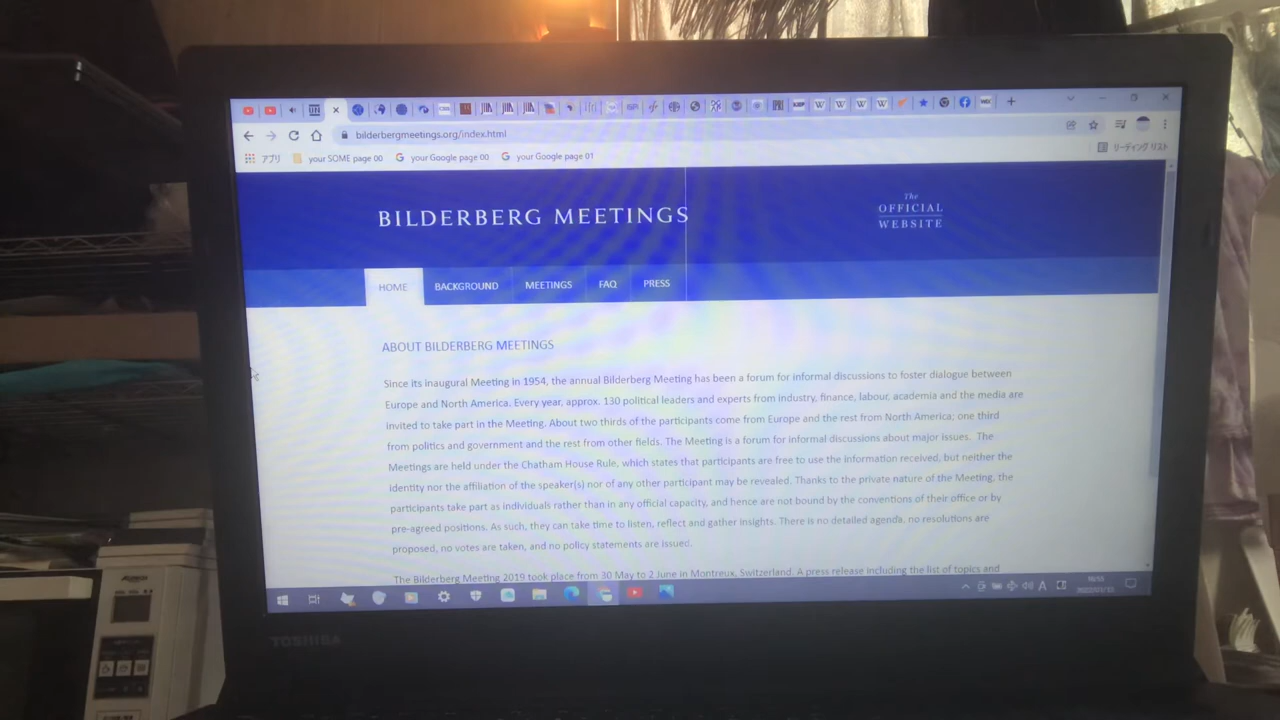 bilderbergmeetings.org/index.html
アプリ your SOME page 00 your Google page 00 your Google page 01
リーディング リスト
BILDERBERG MEETINGS
The
OFFICIAL
WEBSITE
HOME BACKGROUND MEETINGS FAQ PRESS
ABOUT BILDERBERG MEETINGS
Since its inaugural Meeting in 1954, the annual Bilderberg Meeting has been a forum for informal discussions to foster dialogue between
Europe and North America. Every year, approx. 130 political leaders and experts from industry, finance, labour, academia and the media are
invited to take part in the Meeting. About two thirds of the participants come from Europe and the rest from North America; one third
from politics and government and the rest from other fields. The Meeting is a forum for informal discussions about major issues. The
Meetings are held under the Chatham House Rule, which states that participants are free to use the information received, but neither the
identity nor the affiliation of the speaker(s) nor of any other participant may be revealed. Thanks to the private nature of the Meeting, the
participants take part as individuals rather than in any official capacity, and hence are not bound by the conventions of their office or by
pre-agreed positions. As such, they can take time to listen, reflect and gather insights. There is no detailed agenda, no resolutions are
proposed, no votes are taken, and no policy statements are issued.
The Bilderberg Meeting 2019 took place from 30 May to 2 June in Montreux, Switzerland. A press release including the list of topics and
A
TOSHIBA